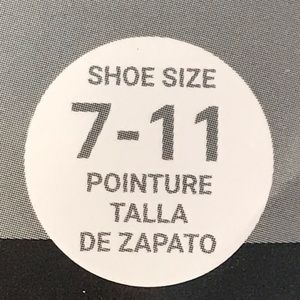 SHOE SIZE
7-11
POINTURE
TALLA
DE ZAPATO